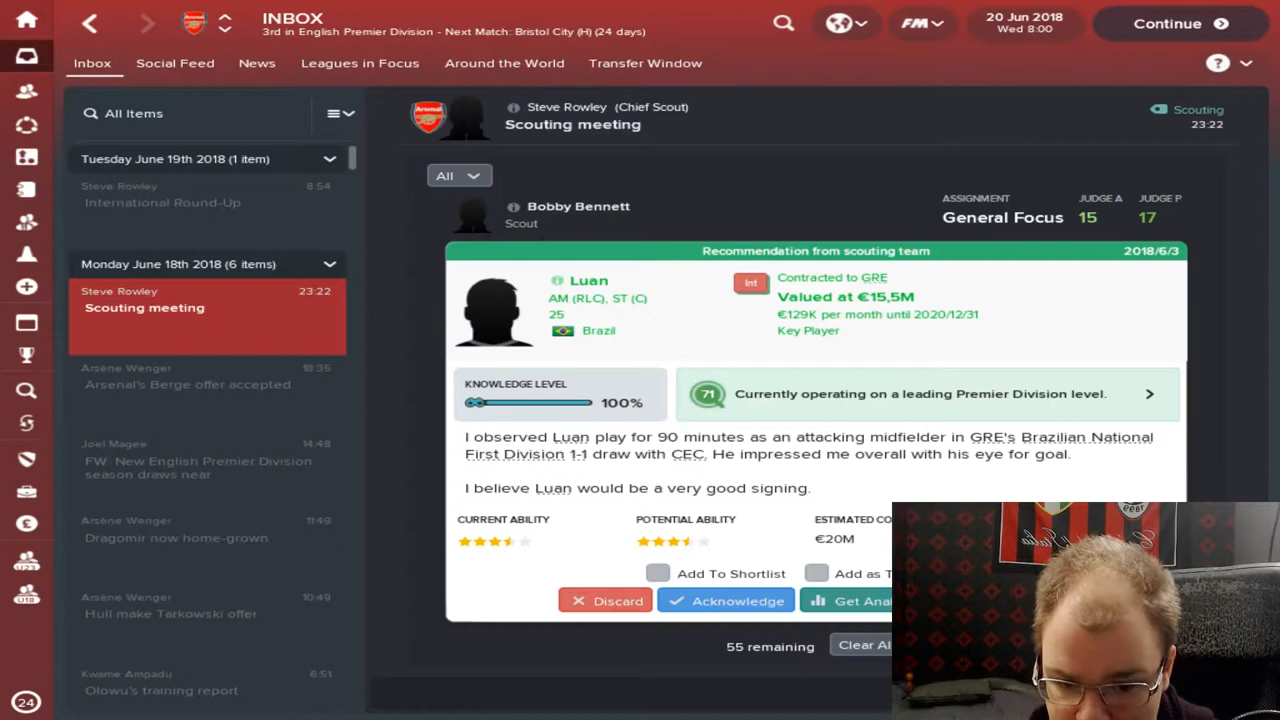 INBOX
3rd in English Premier Division - Next Match: Bristol City (H) (24 days)
FM
20 Jun 2018
Wed 8:00
Continue
Inbox
Social Feed
News
Leagues in Focus
Around the World
Transfer Window
?
All Items
Tuesday June 19th 2018 (1 item)
Steve Rowley 8:54
International Round-Up
Monday June 18th 2018 (6 items)
Steve Rowley 23:22
Scouting meeting
Arsène Wenger 18:35
Arsenal's Berge offer accepted
Joel Magee 14:48
FW: New English Premier Division
season draws near
Arsène Wenger 11:49
Dragomir now home-grown
Arsène Wenger 10:49
Hull make Tarkowski offer
Kwame Ampadu 6:51
Olowu's training report
U23
U18
24
Arsenal
Steve Rowley (Chief Scout)
Scouting meeting
Scouting
23:22
All
Bobby Bennett
Scout
ASSIGNMENT JUDGE A JUDGE P
General Focus 15 17
Recommendation from scouting team 2018/6/3
Luan
AM (RLC), ST (C)
25
Brazil
Int
Contracted to GRE
Valued at €15,5M
€129K per month until 2020/12/31
Key Player
KNOWLEDGE LEVEL
100%
71
Currently operating on a leading Premier Division level.
I observed Luan play for 90 minutes as an attacking midfielder in GRE's Brazilian National
First Division 1-1 draw with CEC. He impressed me overall with his eye for goal.
I believe Luan would be a very good signing.
CURRENT ABILITY
POTENTIAL ABILITY
ESTIMATED CO
€20M
Add To Shortlist
Add as T
Discard
Acknowledge
Get Ana
55 remaining
Clear Al